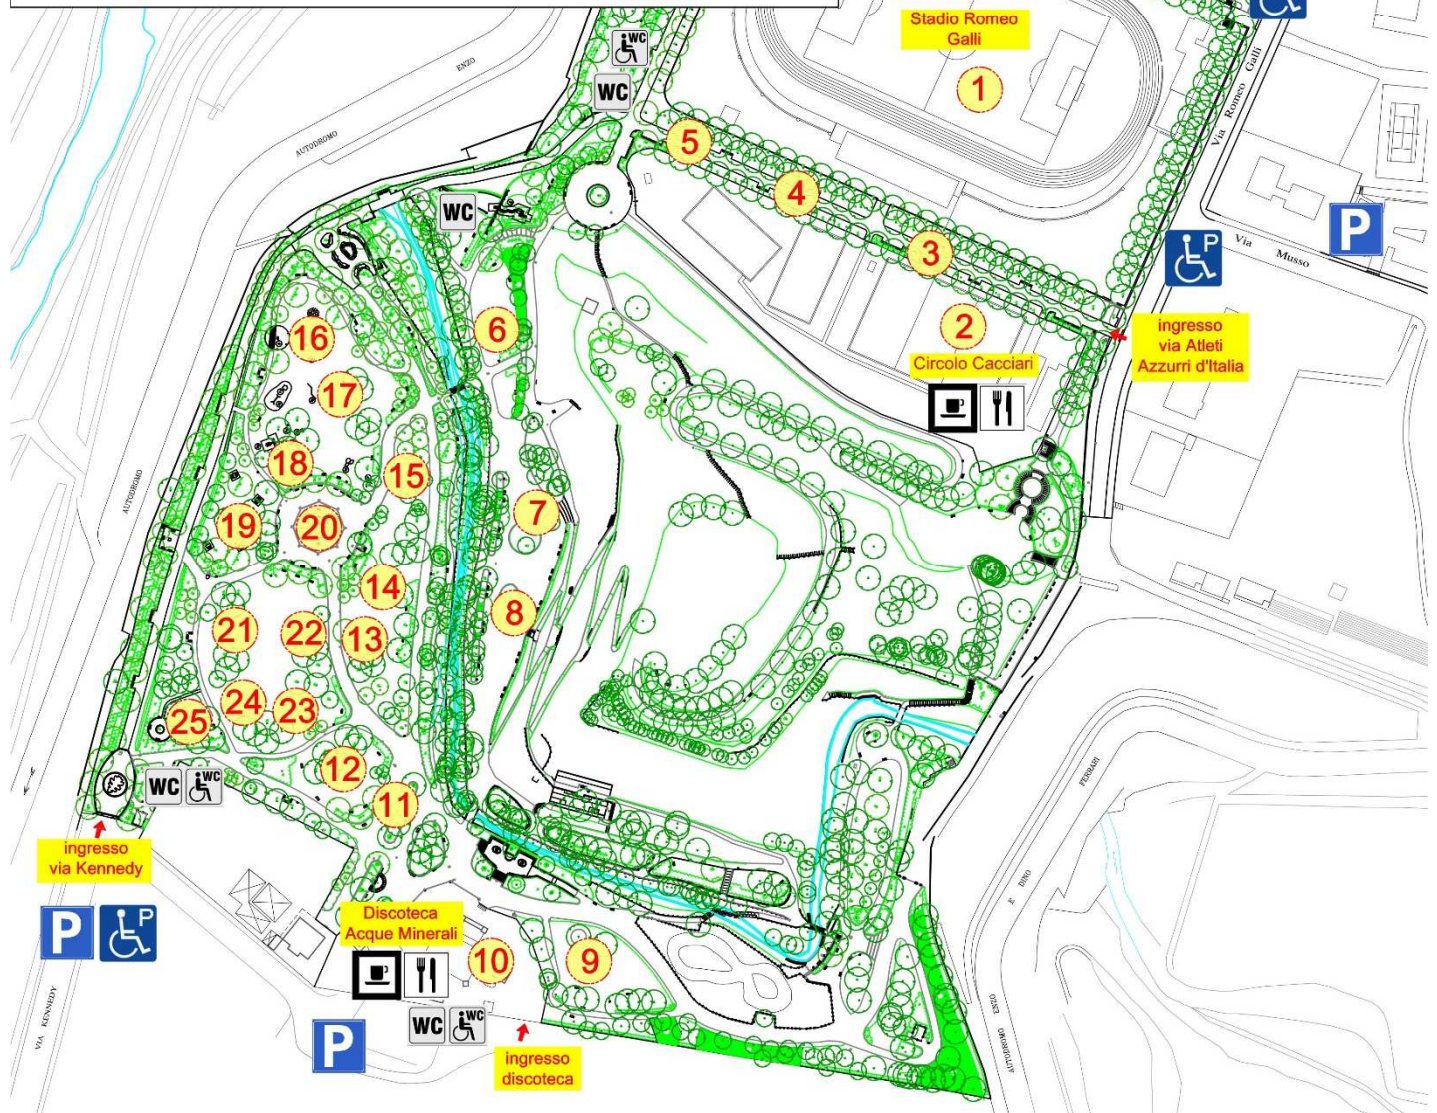 Stadio Romeo
Galli
1
WC
WC
5
4
3
2
Circolo Cacciari
ENZO
AUTODROMO
Via Romeo Galli
P
P
Via Musso
ingresso
via Atleti
Azzurri d'Italia
WC
6
16
17
18
15
7
19
20
14
8
21
22
13
24
23
25
12
11
AUTODROMO
WC
WC
ingresso
via Kennedy
P
P
VIA KENNEDY
Discoteca
Acque Minerali
10
9
WC
WC
P
ingresso
discoteca
FERRARI
DINO
E
ENZO
AUTODROMO